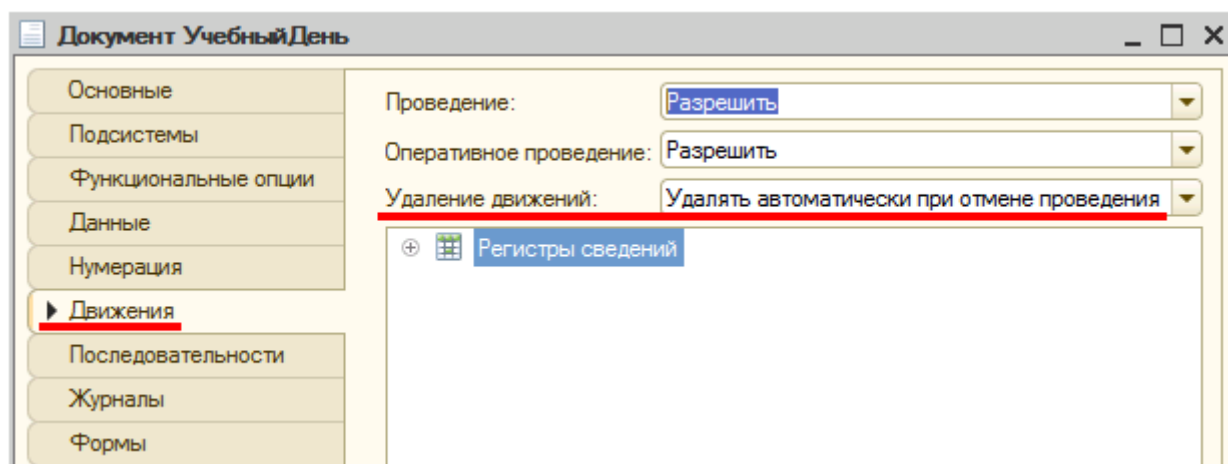 Документ УчебныйДень
Основные
Подсистемы
Функциональные опции
Данные
Нумерация
Движения
Последовательности
Журналы
Формы
Проведение: Разрешить
Оперативное проведение: Разрешить
Удаление движений: Удалять автоматически при отмене проведения
Регистры сведений